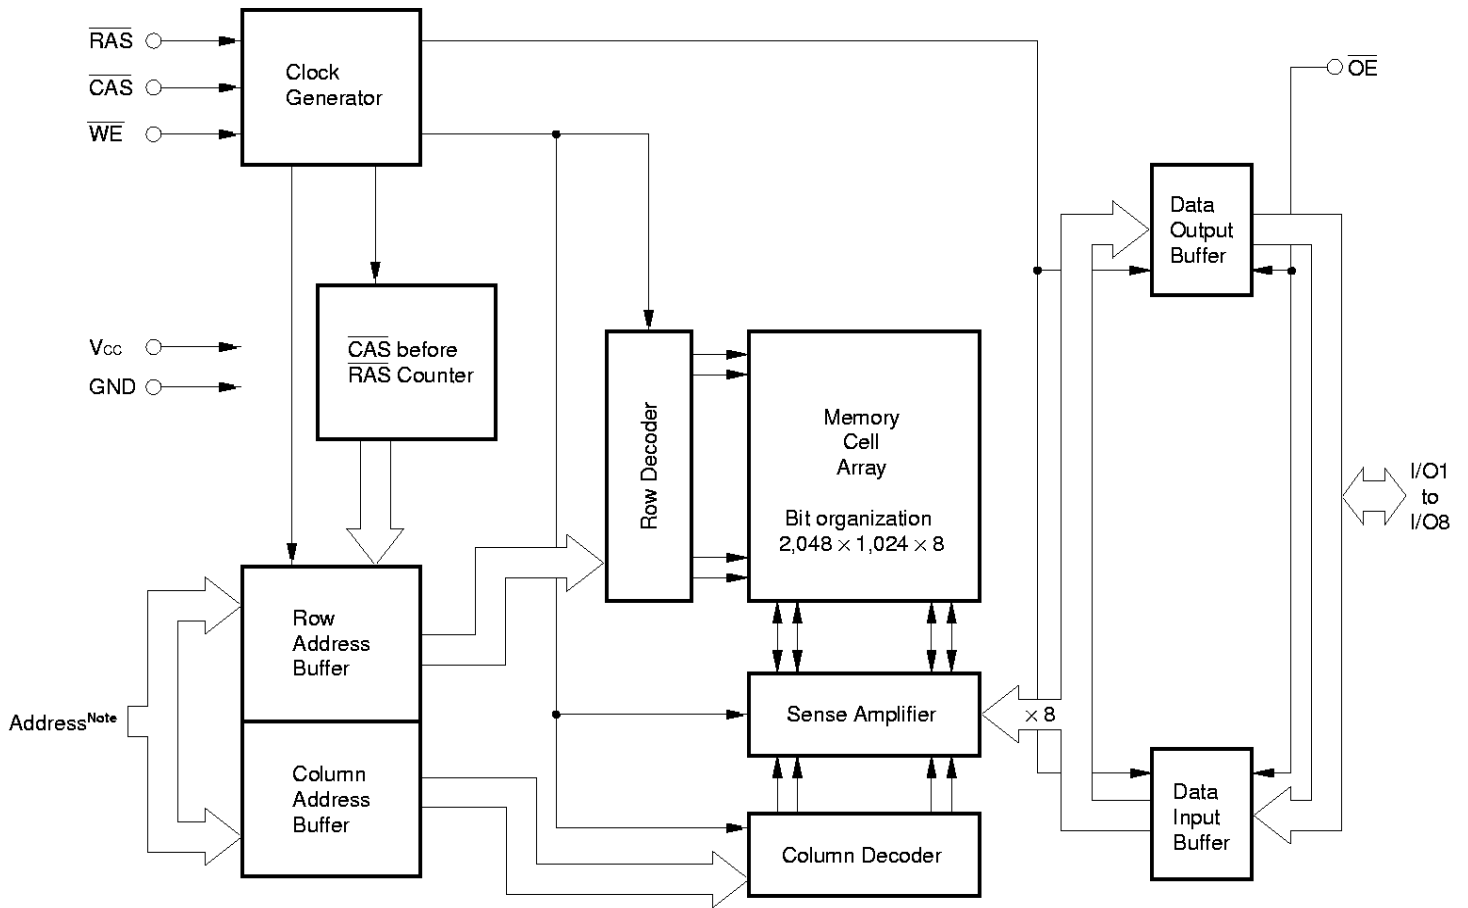 RAS
CAS
WE
Clock
Generator
OE
Data
Output
Buffer
VCC
GND
CAS before
RAS Counter
Row Decoder
Memory
Cell
Array
Bit organization
2,048 × 1,024 × 8
I/O1
to
I/O8
Row
Address
Buffer
AddressNote
Sense Amplifier
× 8
Column
Address
Buffer
Column Decoder
Data
Input
Buffer